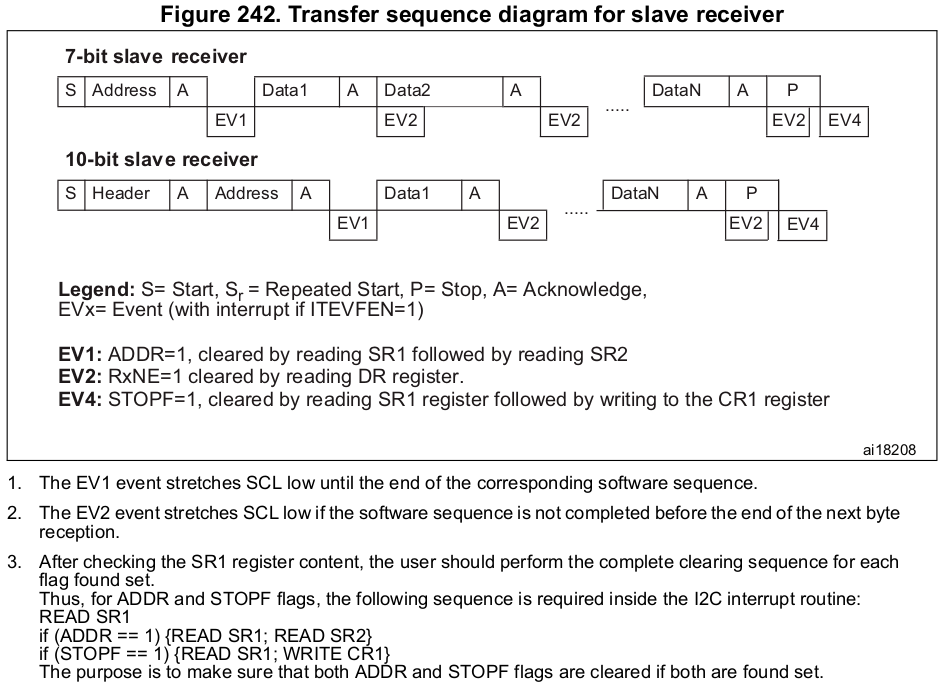 Figure 242. Transfer sequence diagram for slave receiver
7-bit slave receiver
S Address A Data1 A Data2 A ..... DataN A P
EV1 EV2 EV2 EV2 EV4
10-bit slave receiver
S Header A Address A Data1 A ..... DataN A P
EV1 EV2 EV2 EV4
Legend: S= Start, Sr = Repeated Start, P= Stop, A= Acknowledge,
EVx= Event (with interrupt if ITEVFEN=1)
EV1: ADDR=1, cleared by reading SR1 followed by reading SR2
EV2: RxNE=1 cleared by reading DR register.
EV4: STOPF=1, cleared by reading SR1 register followed by writing to the CR1 register
ai18208
1. The EV1 event stretches SCL low until the end of the corresponding software sequence.
2. The EV2 event stretches SCL low if the software sequence is not completed before the end of the next byte
reception.
3. After checking the SR1 register content, the user should perform the complete clearing sequence for each
flag found set.
Thus, for ADDR and STOPF flags, the following sequence is required inside the I2C interrupt routine:
READ SR1
if (ADDR == 1) {READ SR1; READ SR2}
if (STOPF == 1) {READ SR1; WRITE CR1}
The purpose is to make sure that both ADDR and STOPF flags are cleared if both are found set.